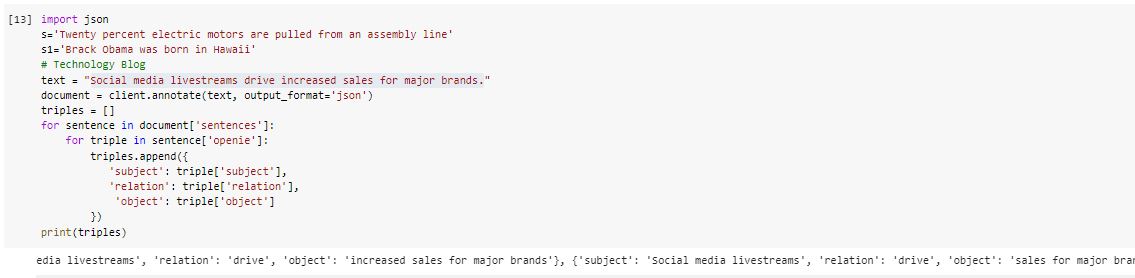 [13] import json
s='Twenty percent electric motors are pulled from an assembly line'
s1='Brack Obama was born in Hawaii'
# Technology Blog
text = "Social media livestreams drive increased sales for major brands."
document = client.annotate(text, output_format='json')
triples = []
for sentence in document['sentences']:
    for triple in sentence['openie']:
        triples.append({
           'subject': triple['subject'],
           'relation': triple['relation'],
            'object': triple['object']
        })
print(triples)
edia livestreams', 'relation': 'drive', 'object': 'increased sales for major brands'}, {'subject': 'Social media livestreams', 'relation': 'drive', 'object': 'sales for major bran